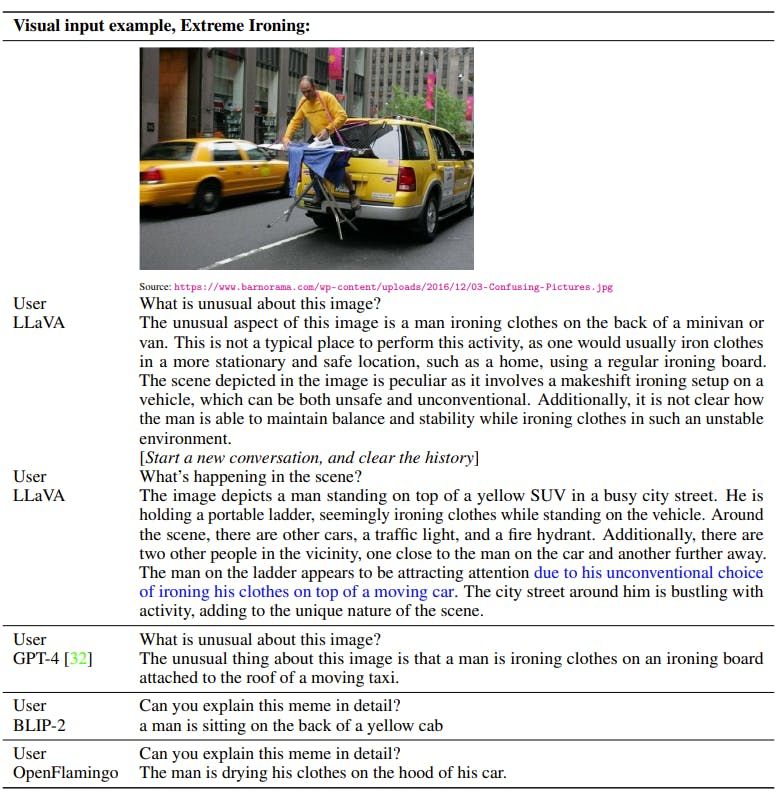 Visual input example, Extreme Ironing:
Source: https://www.barnorama.com/wp-content/uploads/2016/12/03-Confusing-Pictures.jpg
User What is unusual about this image?
LLaVA The unusual aspect of this image is a man ironing clothes on the back of a minivan or
van. This is not a typical place to perform this activity, as one would usually iron clothes
in a more stationary and safe location, such as a home, using a regular ironing board.
The scene depicted in the image is peculiar as it involves a makeshift ironing setup on a
vehicle, which can be both unsafe and unconventional. Additionally, it is not clear how
the man is able to maintain balance and stability while ironing clothes in such an unstable
environment.
[Start a new conversation, and clear the history]
User What's happening in the scene?
LLaVA The image depicts a man standing on top of a yellow SUV in a busy city street. He is
holding a portable ladder, seemingly ironing clothes while standing on the vehicle. Around
the scene, there are other cars, a traffic light, and a fire hydrant. Additionally, there are
two other people in the vicinity, one close to the man on the car and another further away.
The man on the ladder appears to be attracting attention due to his unconventional choice
of ironing his clothes on top of a moving car. The city street around him is bustling with
activity, adding to the unique nature of the scene.
User What is unusual about this image?
GPT-4 [32] The unusual thing about this image is that a man is ironing clothes on an ironing board
attached to the roof of a moving taxi.
User Can you explain this meme in detail?
BLIP-2 a man is sitting on the back of a yellow cab
User Can you explain this meme in detail?
OpenFlamingo The man is drying his clothes on the hood of his car.